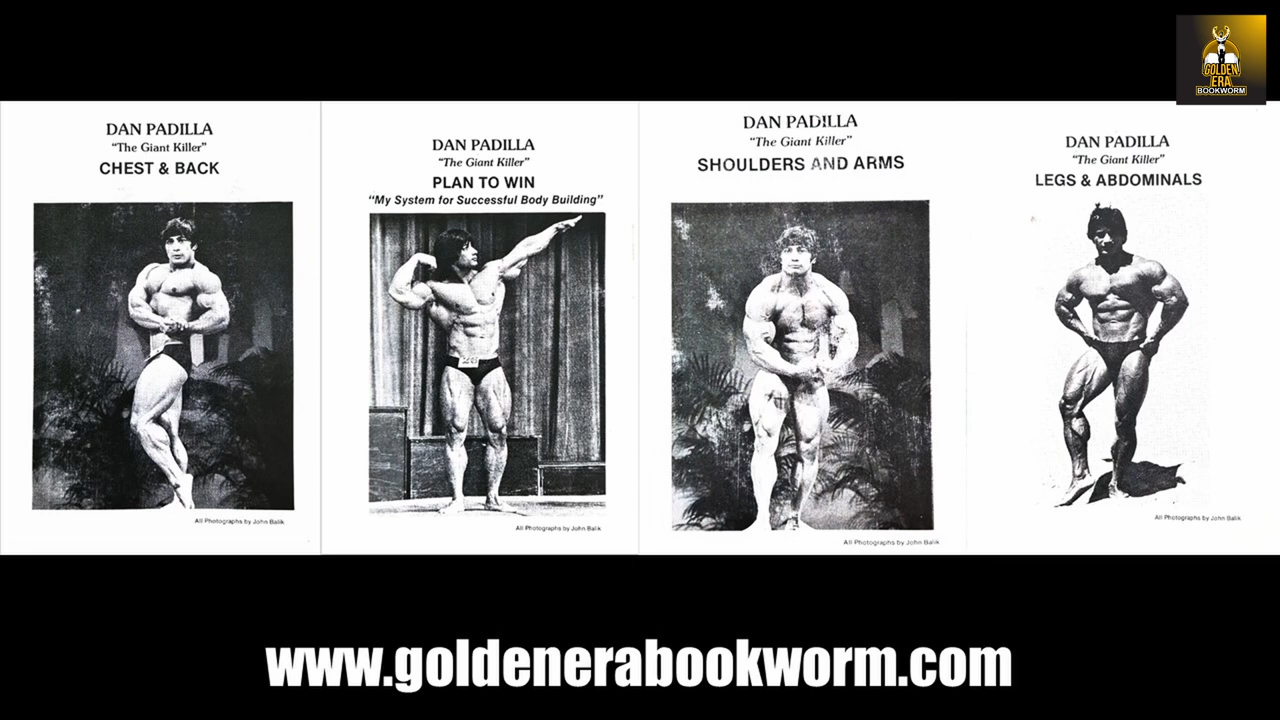 GOLDEN
ERA
BOOKWORM
DAN PADILLA
"The Giant Killer"
CHEST & BACK
All Photographs by John Balik
DAN PADILLA
"The Giant Killer"
PLAN TO WIN
"My System for Successful Body Building"
All Photographs by John Balik
DAN PADILLA
"The Giant Killer"
SHOULDERS AND ARMS
All Photographs by John Balik
DAN PADILLA
"The Giant Killer"
LEGS & ABDOMINALS
All Photographs by John Balik
www.goldenerabookworm.com